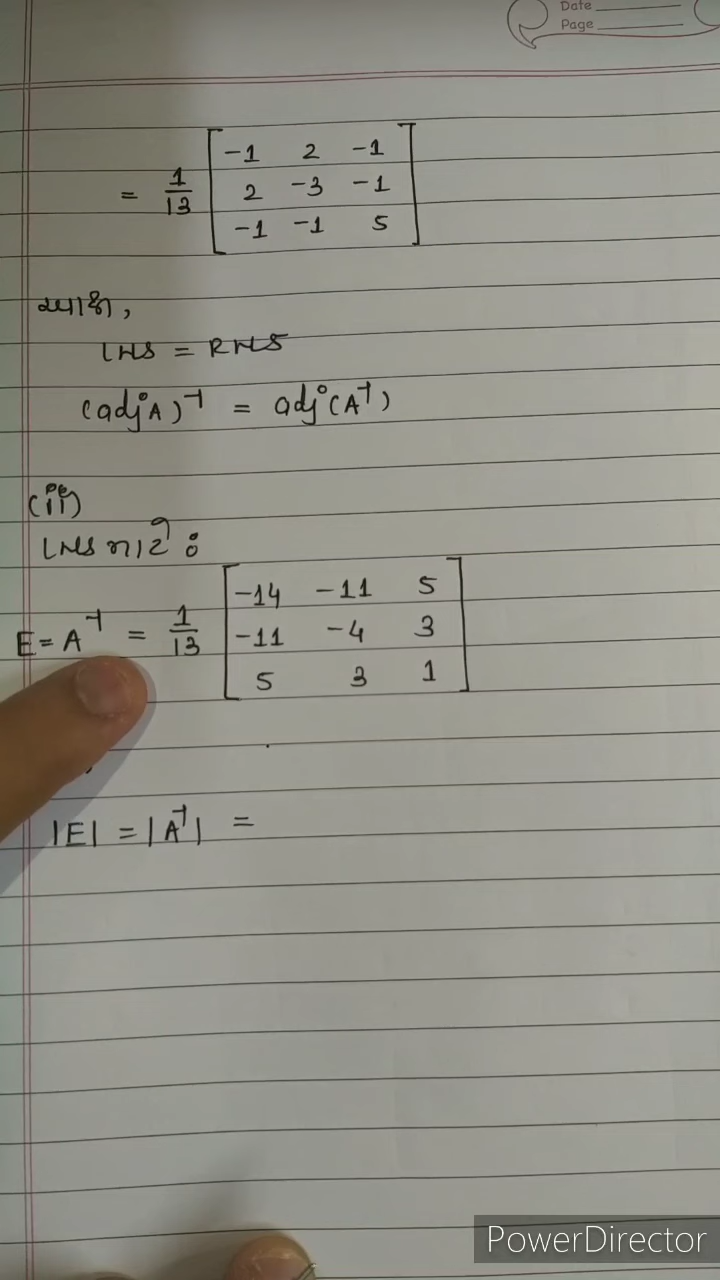 Date
Page
= 1/13 [ -1 2 -1
2 -3 -1
-1 -1 5 ]
LHS = RHS
(adj A)⁻¹ = adj (A⁻¹)
(ii)
LHS માટે :
E = A⁻¹ = 1/13 [ -14 -11 5
-11 -4 3
5 3 1 ]
|E| = |A⁻¹| =
PowerDirector